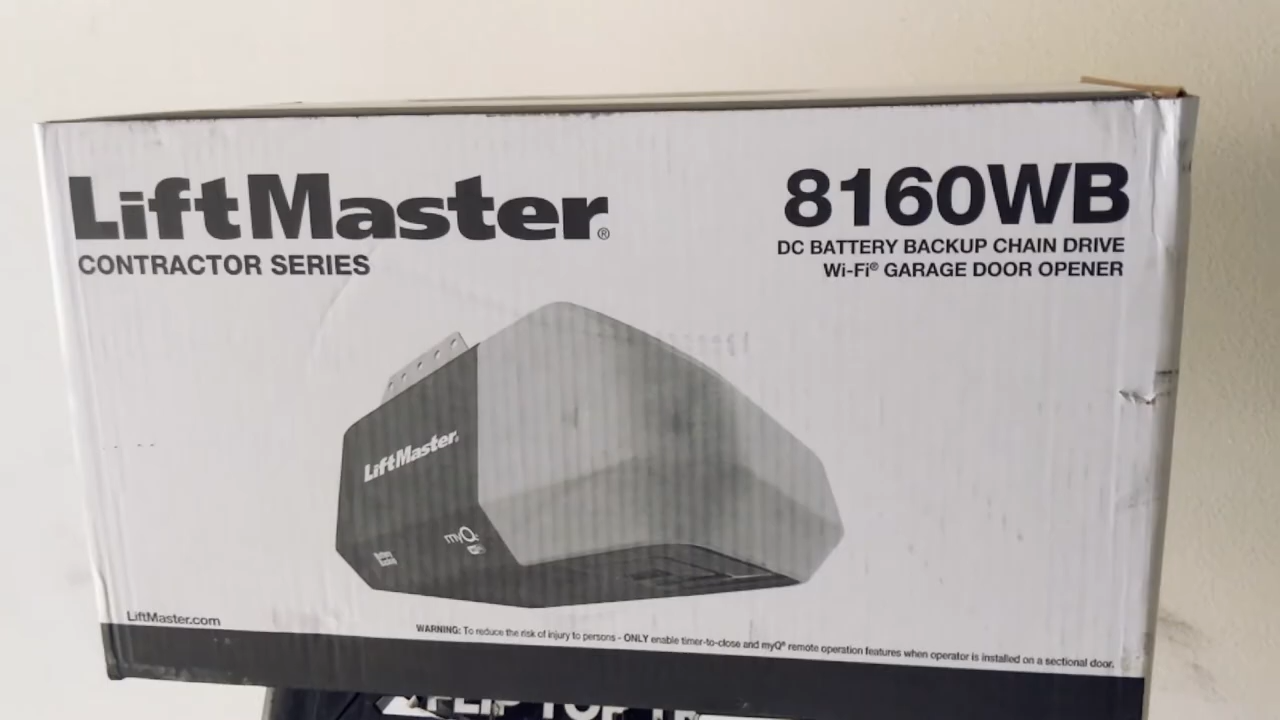 LiftMaster®
CONTRACTOR SERIES
8160WB
DC BATTERY BACKUP CHAIN DRIVE
Wi-Fi® GARAGE DOOR OPENER
LiftMaster.
myQ
LiftMaster.com
WARNING: To reduce the risk of injury to persons - ONLY enable timer-to-close and myQ® remote operation features when operator is installed on a sectional door.